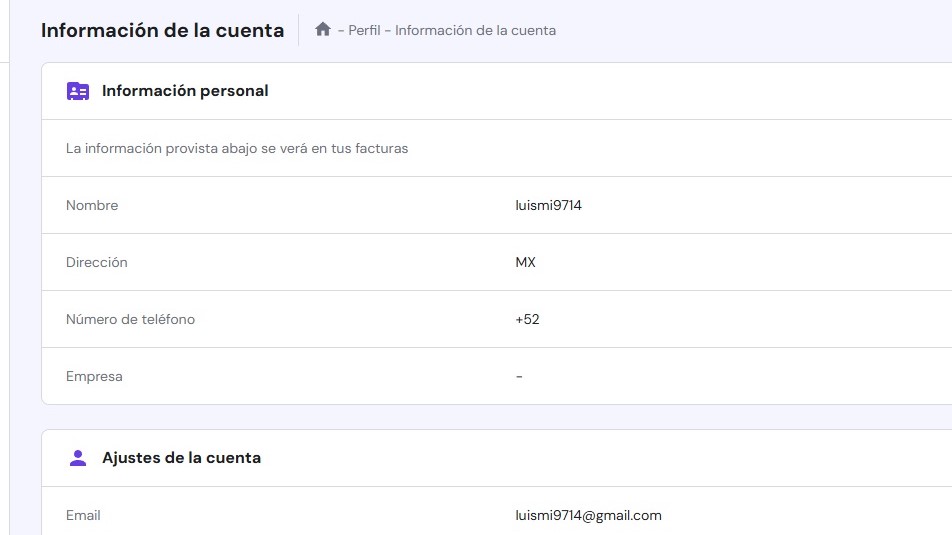 Información de la cuenta
- Perfil - Información de la cuenta
Información personal
La información provista abajo se verá en tus facturas
Nombre luismi9714
Dirección MX
Número de teléfono +52
Empresa -
Ajustes de la cuenta
Email luismi9714@gmail.com